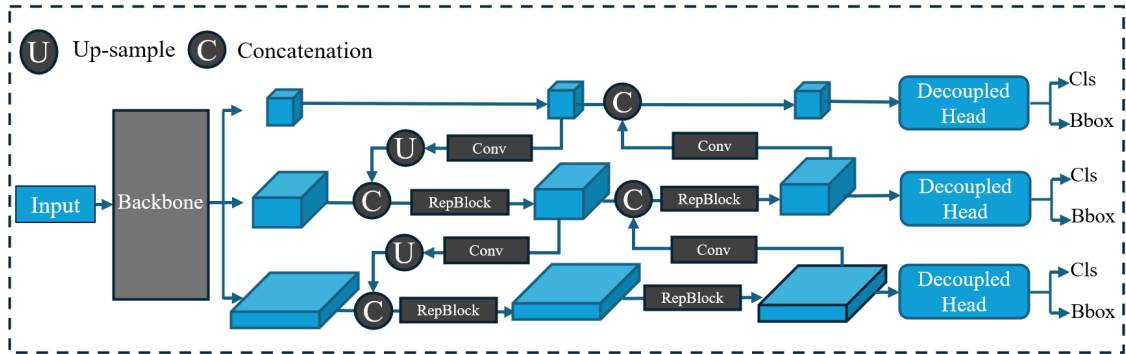 U Up-sample C Concatenation
C
Decoupled
Head
Cls
Bbox
U
Conv
Conv
Input
Backbone
C
RepBlock
C
RepBlock
Decoupled
Head
Cls
Bbox
U
Conv
Conv
C
RepBlock
RepBlock
Decoupled
Head
Cls
Bbox